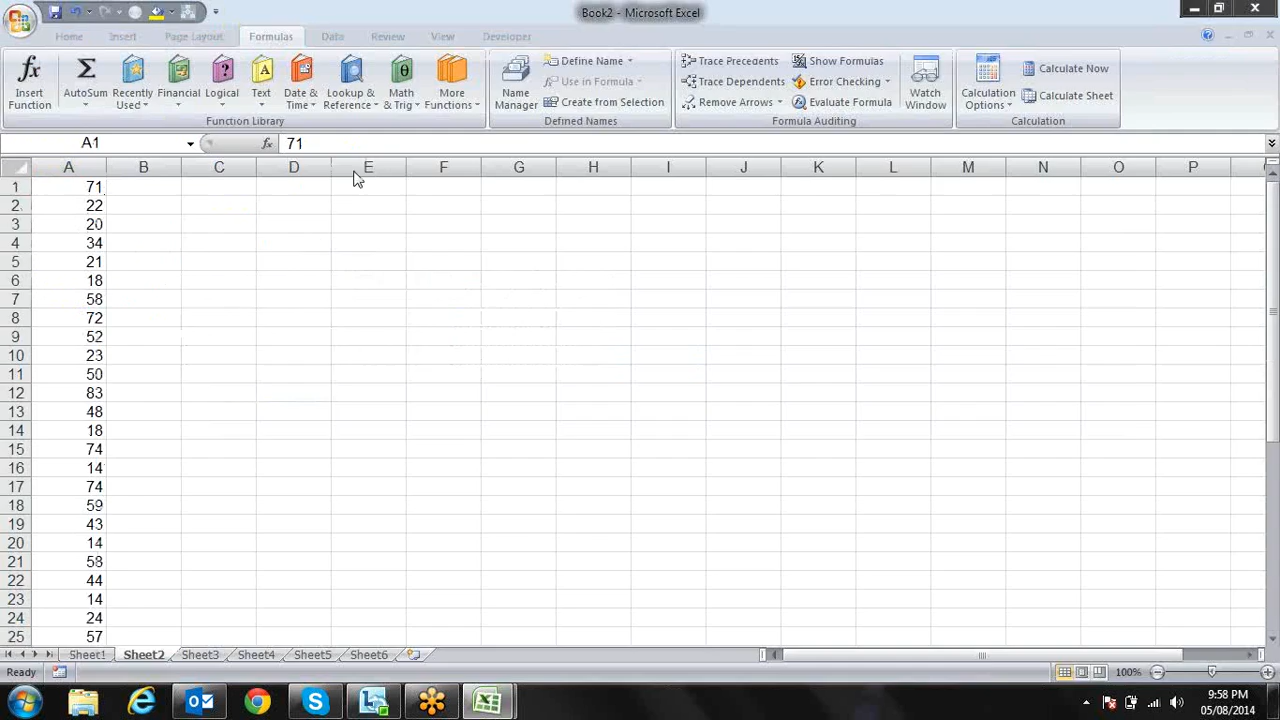 Book2 - Microsoft Excel
Home Insert Page Layout Formulas Data Review View Developer
Insert Function
AutoSum
Recently Used
Financial
Logical
Text
Date & Time
Lookup & Reference
Math & Trig
More Functions
Function Library
Name Manager
Define Name
Use in Formula
Create from Selection
Defined Names
Trace Precedents
Trace Dependents
Remove Arrows
Show Formulas
Error Checking
Evaluate Formula
Formula Auditing
Watch Window
Calculation Options
Calculate Now
Calculate Sheet
Calculation
A1 fx 71
A B C D E F G H I J K L M N O P
1 71
2 22
3 20
4 34
5 21
6 18
7 58
8 72
9 52
10 23
11 50
12 83
13 48
14 18
15 74
16 14
17 74
18 59
19 43
20 14
21 58
22 44
23 14
24 24
25 57
Sheet1 Sheet2 Sheet3 Sheet4 Sheet5 Sheet6
Ready 100%
9:58 PM
05/08/2014